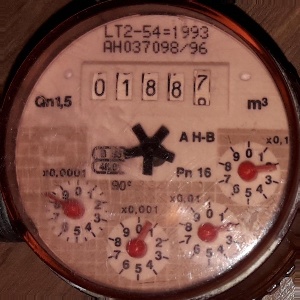 LT2-54=1993
AH037098/96
01887
Qn1,5 m³
A H-B
x0,1
x0,0001 Pn 16
90°
x0,001 x0,01